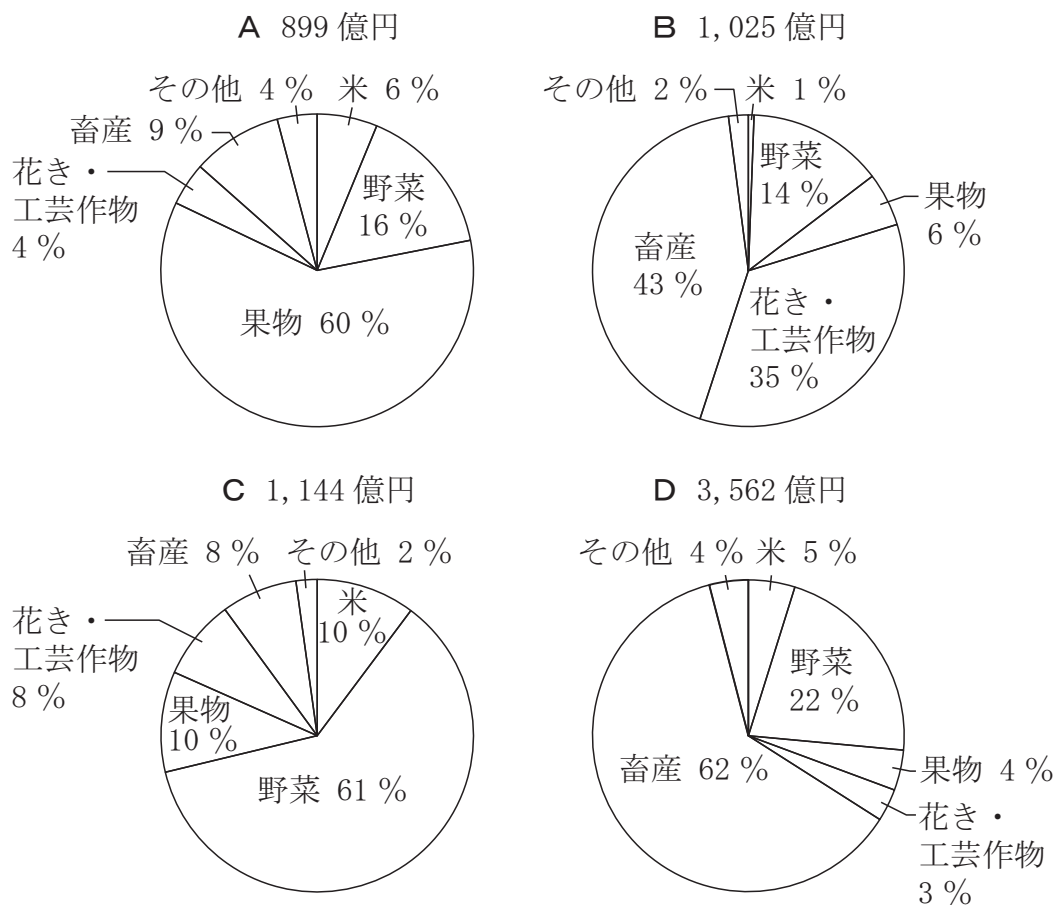 A 899 億円
その他 4 %
米 6 %
畜産 9 %
花き・
工芸作物
4 %
野菜
16 %
果物 60 %
B 1,025 億円
その他 2 %
米 1 %
野菜
14 %
果物
6 %
畜産
43 %
花き・
工芸作物
35 %
C 1,144 億円
畜産 8 %
その他 2 %
米
10 %
花き・
工芸作物
8 %
果物
10 %
野菜 61 %
D 3,562 億円
その他 4 %
米 5 %
野菜
22 %
畜産 62 %
果物 4 %
花き・
工芸作物
3 %